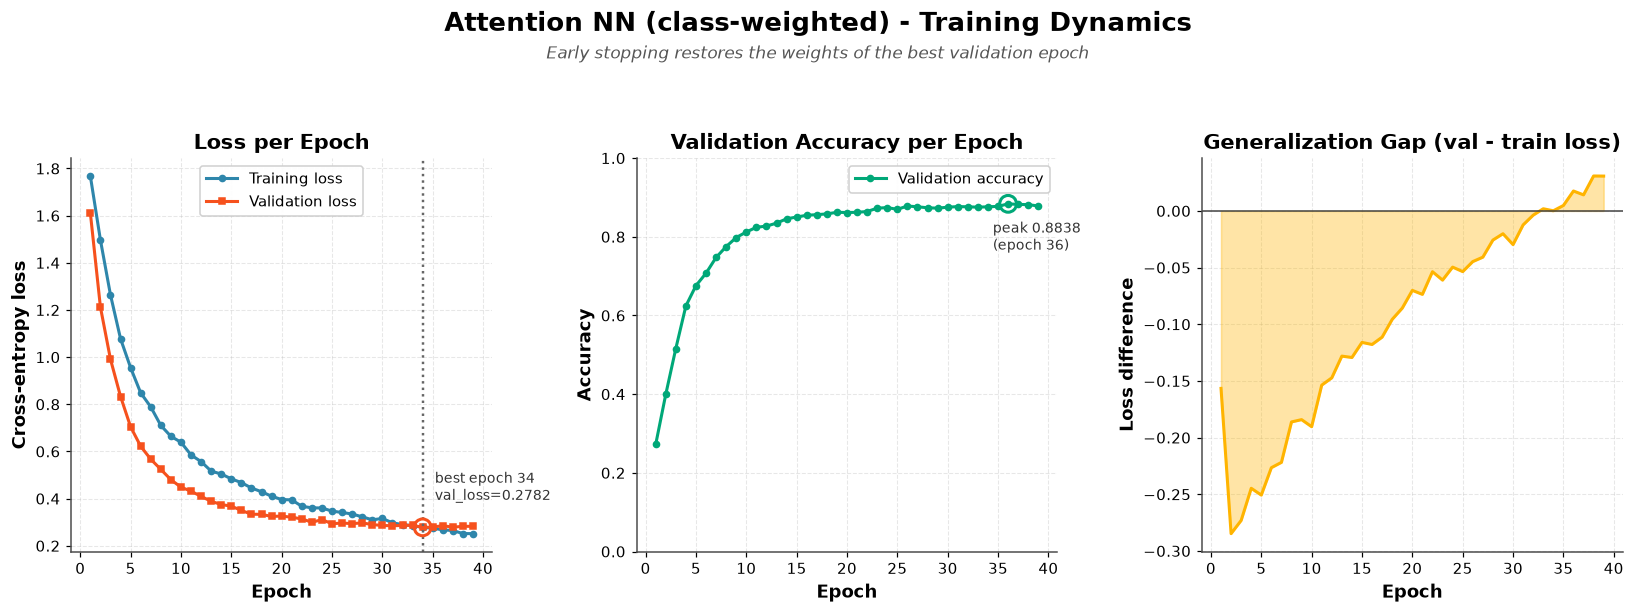 Attention NN (class-weighted) - Training Dynamics
Early stopping restores the weights of the best validation epoch
Loss per Epoch
Training loss
Validation loss
1.8
1.6
1.4
1.2
1.0
0.8
0.6
0.4
0.2
Cross-entropy loss
best epoch 34
val_loss=0.2782
0 5 10 15 20 25 30 35 40
Epoch
Validation Accuracy per Epoch
Validation accuracy
1.0
0.8
0.6
0.4
0.2
0.0
Accuracy
peak 0.8838
(epoch 36)
0 5 10 15 20 25 30 35 40
Epoch
Generalization Gap (val - train loss)
0.00
−0.05
−0.10
−0.15
−0.20
−0.25
−0.30
Loss difference
0 5 10 15 20 25 30 35 40
Epoch